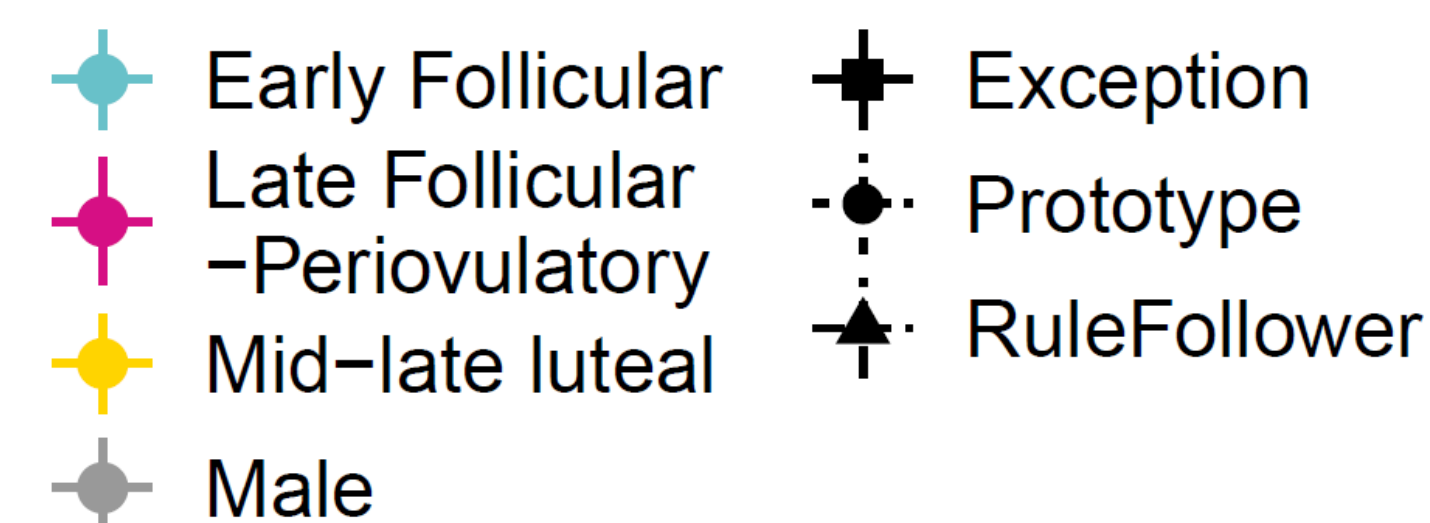 Early Follicular
Late Follicular
−Periovulatory
Mid−late luteal
Male
Exception
Prototype
RuleFollower